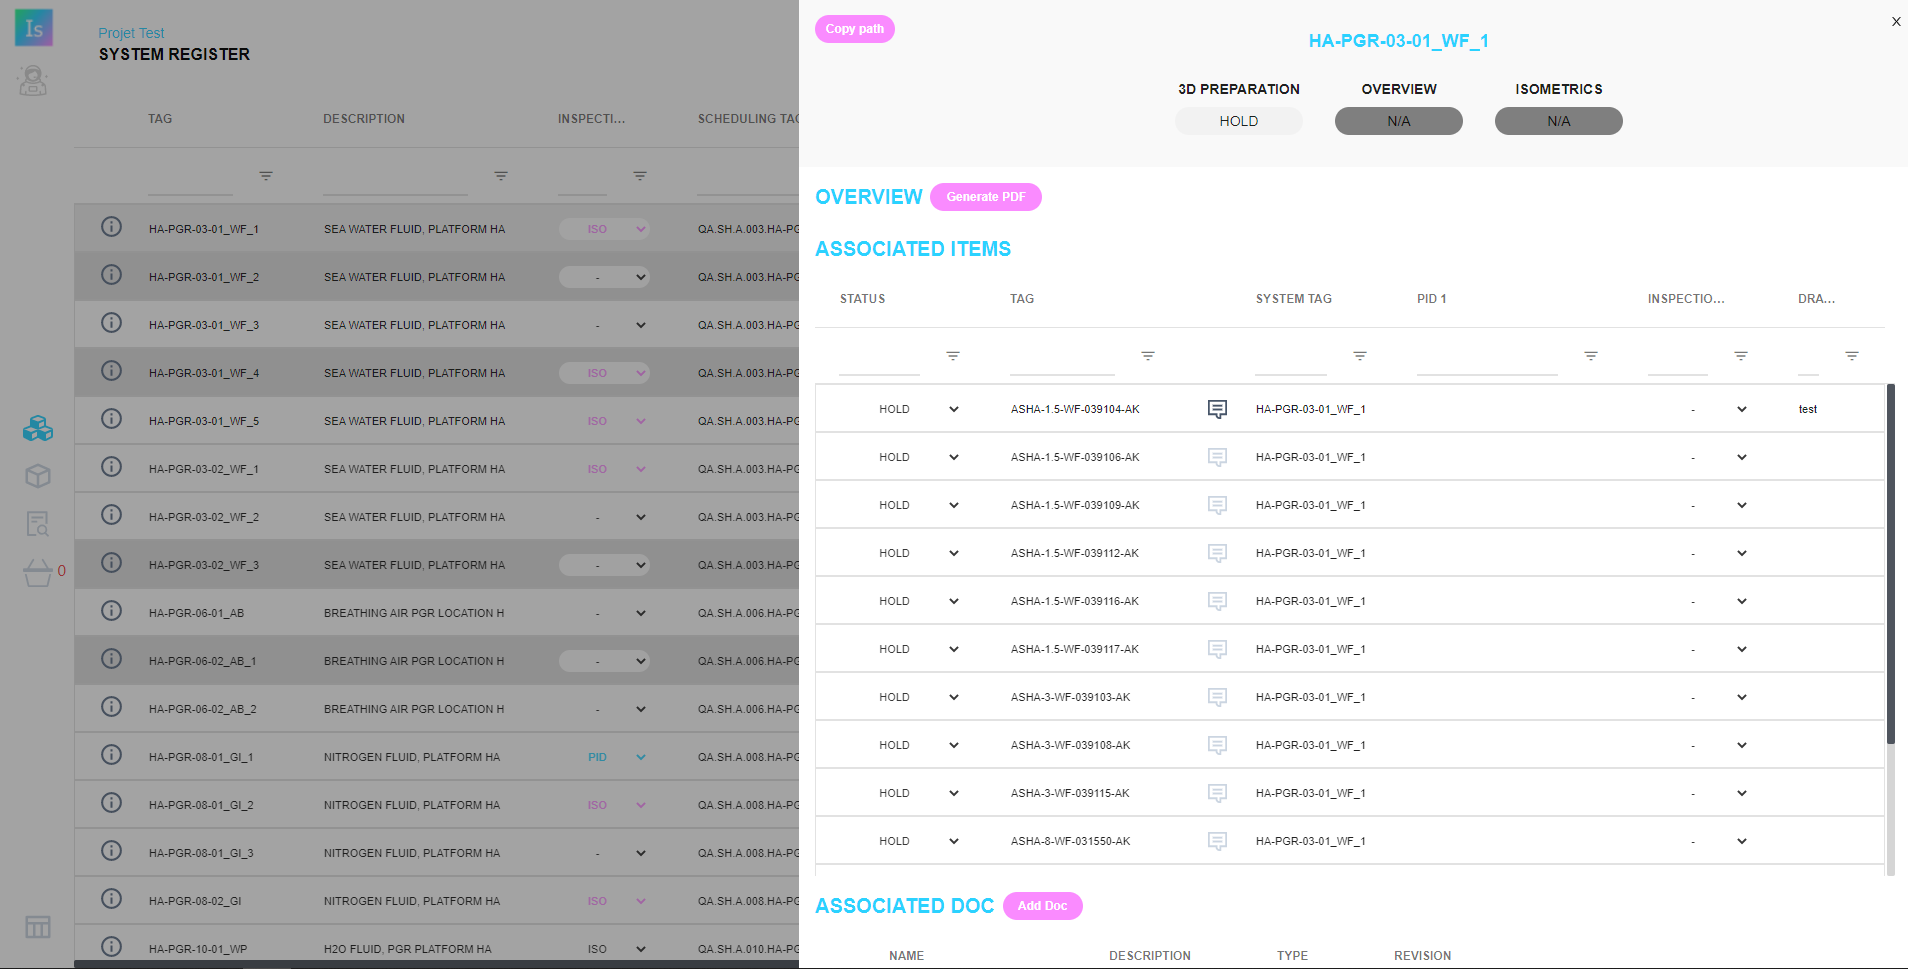 Is
Projet Test
SYSTEM REGISTER
TAG DESCRIPTION INSPECTI... SCHEDULING TAG
HA-PGR-03-01_WF_1 SEA WATER FLUID, PLATFORM HA ISO QA.SH.A.003.HA-PG
HA-PGR-03-01_WF_2 SEA WATER FLUID, PLATFORM HA - QA.SH.A.003.HA-PG
HA-PGR-03-01_WF_3 SEA WATER FLUID, PLATFORM HA - QA.SH.A.003.HA-PG
HA-PGR-03-01_WF_4 SEA WATER FLUID, PLATFORM HA ISO QA.SH.A.003.HA-PG
HA-PGR-03-01_WF_5 SEA WATER FLUID, PLATFORM HA ISO QA.SH.A.003.HA-PG
HA-PGR-03-02_WF_1 SEA WATER FLUID, PLATFORM HA ISO QA.SH.A.003.HA-PG
HA-PGR-03-02_WF_2 SEA WATER FLUID, PLATFORM HA - QA.SH.A.003.HA-PG
HA-PGR-03-02_WF_3 SEA WATER FLUID, PLATFORM HA - QA.SH.A.003.HA-PG
HA-PGR-06-01_AB BREATHING AIR PGR LOCATION H - QA.SH.A.006.HA-PG
HA-PGR-06-02_AB_1 BREATHING AIR PGR LOCATION H - QA.SH.A.006.HA-PG
HA-PGR-06-02_AB_2 BREATHING AIR PGR LOCATION H - QA.SH.A.006.HA-PG
HA-PGR-08-01_GI_1 NITROGEN FLUID, PLATFORM HA PID QA.SH.A.008.HA-PG
HA-PGR-08-01_GI_2 NITROGEN FLUID, PLATFORM HA ISO QA.SH.A.008.HA-PG
HA-PGR-08-01_GI_3 NITROGEN FLUID, PLATFORM HA - QA.SH.A.008.HA-PG
HA-PGR-08-02_GI NITROGEN FLUID, PLATFORM HA ISO QA.SH.A.008.HA-PG
HA-PGR-10-01_WP H2O FLUID, PGR PLATFORM HA ISO QA.SH.A.010.HA-PG
0
Copy path
X
HA-PGR-03-01_WF_1
3D PREPARATION OVERVIEW ISOMETRICS
HOLD N/A N/A
OVERVIEW Generate PDF
ASSOCIATED ITEMS
STATUS TAG SYSTEM TAG PID 1 INSPECTIO... DRA...
HOLD ASHA-1.5-WF-039104-AK HA-PGR-03-01_WF_1 - test
HOLD ASHA-1.5-WF-039106-AK HA-PGR-03-01_WF_1 -
HOLD ASHA-1.5-WF-039109-AK HA-PGR-03-01_WF_1 -
HOLD ASHA-1.5-WF-039112-AK HA-PGR-03-01_WF_1 -
HOLD ASHA-1.5-WF-039116-AK HA-PGR-03-01_WF_1 -
HOLD ASHA-1.5-WF-039117-AK HA-PGR-03-01_WF_1 -
HOLD ASHA-3-WF-039103-AK HA-PGR-03-01_WF_1 -
HOLD ASHA-3-WF-039108-AK HA-PGR-03-01_WF_1 -
HOLD ASHA-3-WF-039115-AK HA-PGR-03-01_WF_1 -
HOLD ASHA-8-WF-031550-AK HA-PGR-03-01_WF_1 -
ASSOCIATED DOC Add Doc
NAME DESCRIPTION TYPE REVISION